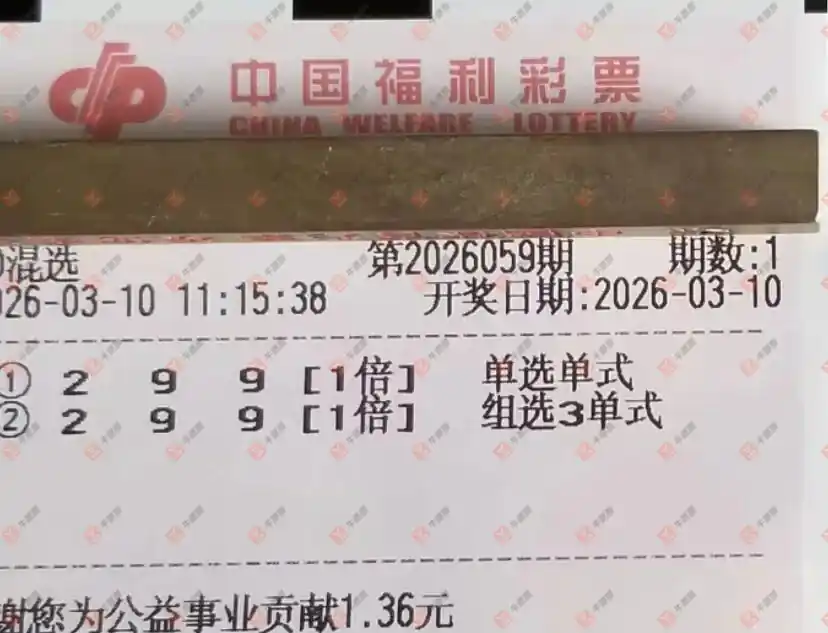 中国福利彩票
CHINA WELFARE LOTTERY
混选 第2026059期 期数:1
26-03-10 11:15:38 开奖日期:2026-03-10
① 2 9 9 [1倍] 单选单式
② 2 9 9 [1倍] 组选3单式
谢您为公益事业贡献1.36元